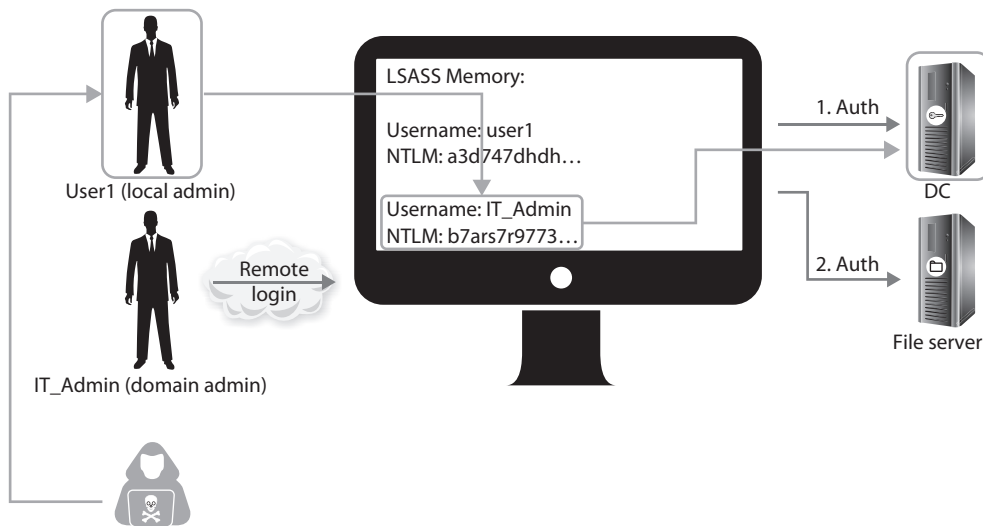 LSASS Memory:
Username: user1
NTLM: a3d747dhdh…
Username: IT_Admin
NTLM: b7ars7r9773…
User1 (local admin)
IT_Admin (domain admin)
Remote
login
1. Auth
DC
2. Auth
File server